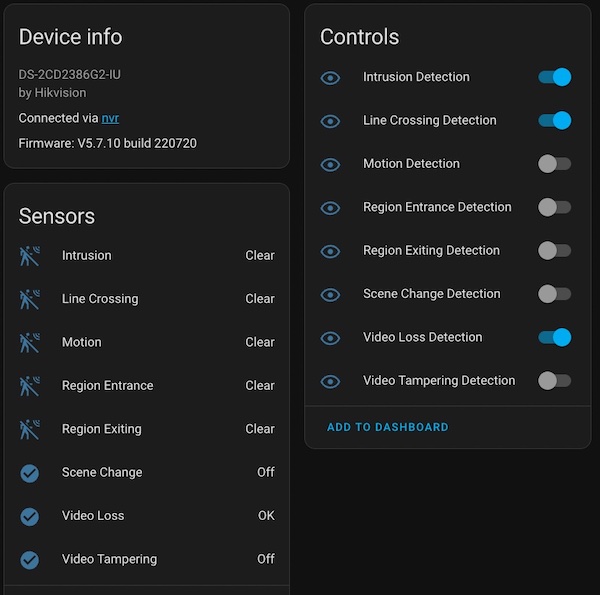 Device info
DS-2CD2386G2-IU
by Hikvision
Connected via nvr
Firmware: V5.7.10 build 220720
Sensors
Intrusion Clear
Line Crossing Clear
Motion Clear
Region Entrance Clear
Region Exiting Clear
Scene Change Off
Video Loss OK
Video Tampering Off
Controls
Intrusion Detection
Line Crossing Detection
Motion Detection
Region Entrance Detection
Region Exiting Detection
Scene Change Detection
Video Loss Detection
Video Tampering Detection
ADD TO DASHBOARD